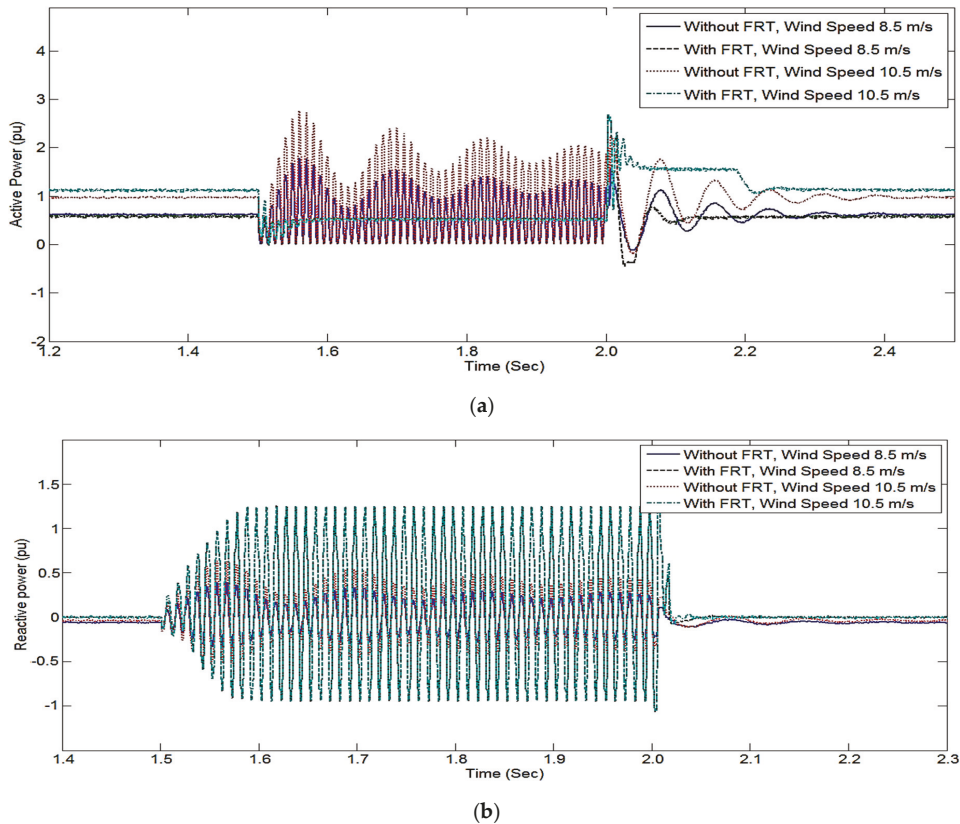 Without FRT, Wind Speed 8.5 m/s
With FRT, Wind Speed 8.5 m/s
Without FRT, Wind Speed 10.5 m/s
With FRT, Wind Speed 10.5 m/s
Active Power (pu)
4
3
2
1
0
-1
-2
1.2
1.4
1.6
1.8
2.0
2.2
2.4
Time (Sec)
(a)
Without FRT, Wind Speed 8.5 m/s
With FRT, Wind Speed 8.5 m/s
Without FRT, Wind Speed 10.5 m/s
With FRT, Wind Speed 10.5 m/s
Reactive power (pu)
1.5
1
0.5
0
-0.5
-1
1.4
1.5
1.6
1.7
1.8
1.9
2.0
2.1
2.2
2.3
Time (Sec)
(b)